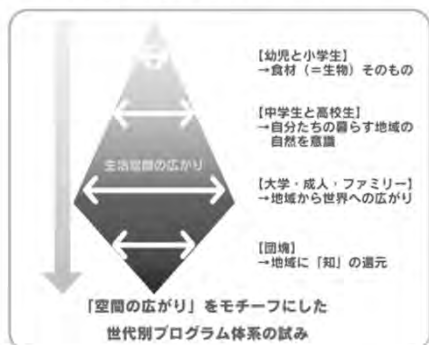 【幼児と小学生】
→食材（＝生物）そのもの
【中学生と高校生】
→自分たちの暮らす地域の
自然を意識
生活空間の広がり
【大学・成人・ファミリー】
→地域から世界への広がり
【団塊】
→地域に「知」の還元
「空間の広がり」をモチーフにした
世代別プログラム体系の試み